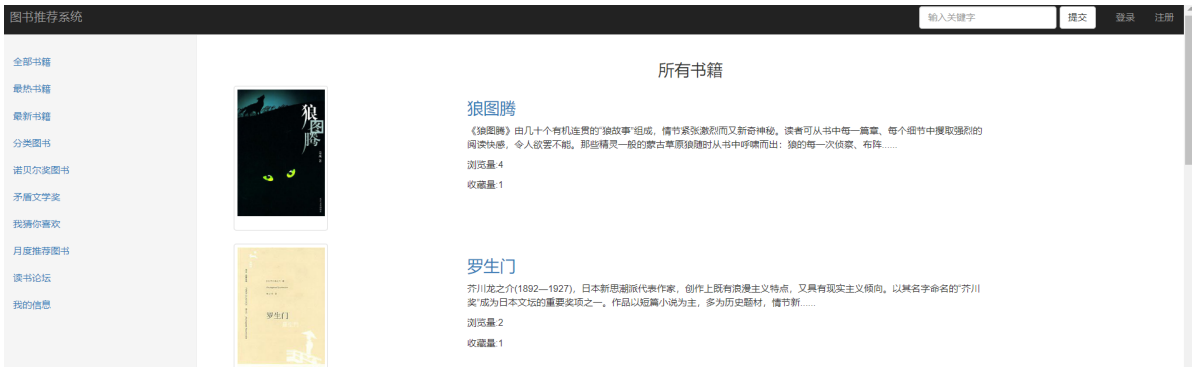 图书推荐系统
输入关键字
提交
登录
注册
全部书籍
最热书籍
最新书籍
分类图书
诺贝尔奖图书
矛盾文学奖
我猜你喜欢
月度推荐图书
读书论坛
我的信息
所有书籍
狼图腾
狼图腾
《狼图腾》由几十个有机连贯的"狼故事"组成，情节紧张激烈而又新奇神秘。读者可从书中每一篇章、每个细节中攫取强烈的
阅读快感，令人欲罢不能。那些精灵一般的蒙古草原狼随时从书中呼啸而出：狼的每一次侦察、布阵......
浏览量:4
收藏量:1
罗生门
罗生门
芥川龙之介(1892—1927)，日本新思潮派代表作家，创作上既有浪漫主义特点，又具有现实主义倾向。以其名字命名的"芥川
奖"成为日本文坛的重要奖项之一。作品以短篇小说为主，多为历史题材，情节新......
浏览量:2
收藏量:1